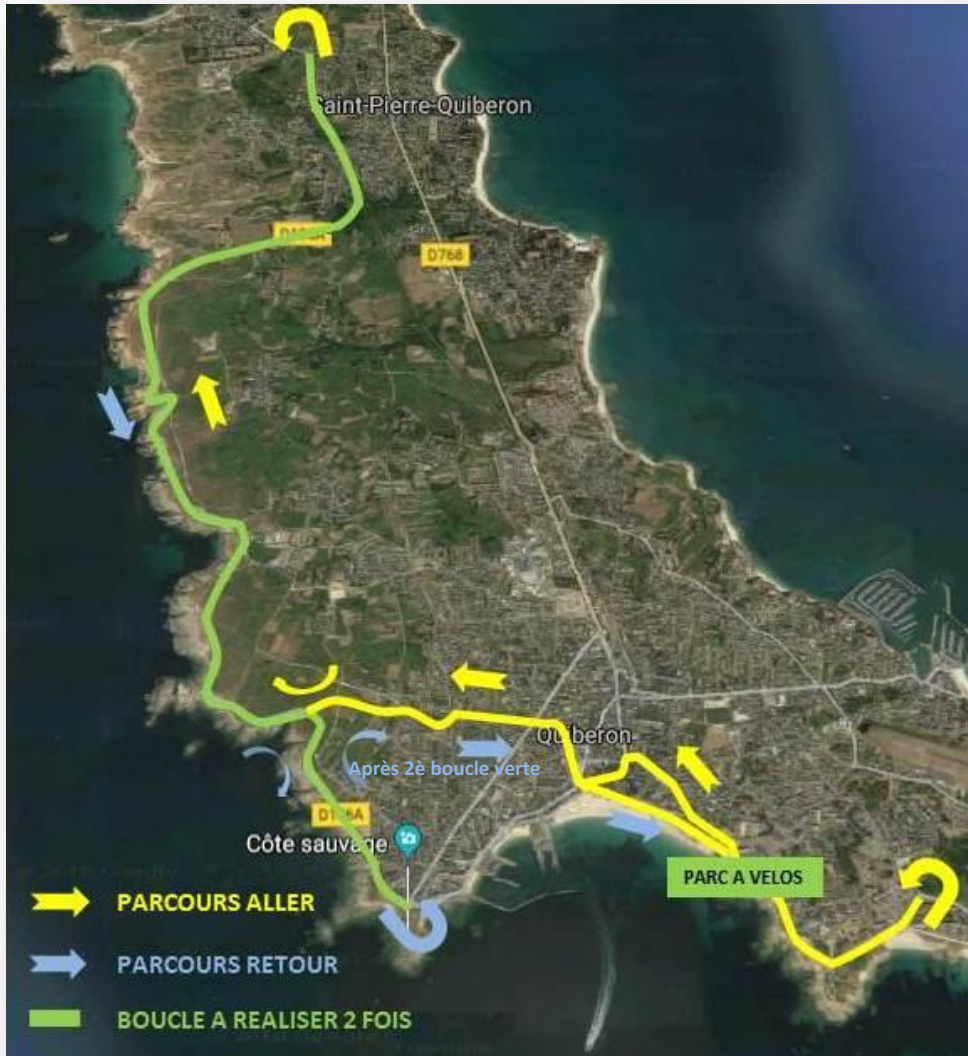 Saint-Pierre-Quiberon
D768
Quiberon
Après 2è boucle verte
Côte sauvage
PARC A VELOS
PARCOURS ALLER
PARCOURS RETOUR
BOUCLE A REALISER 2 FOIS